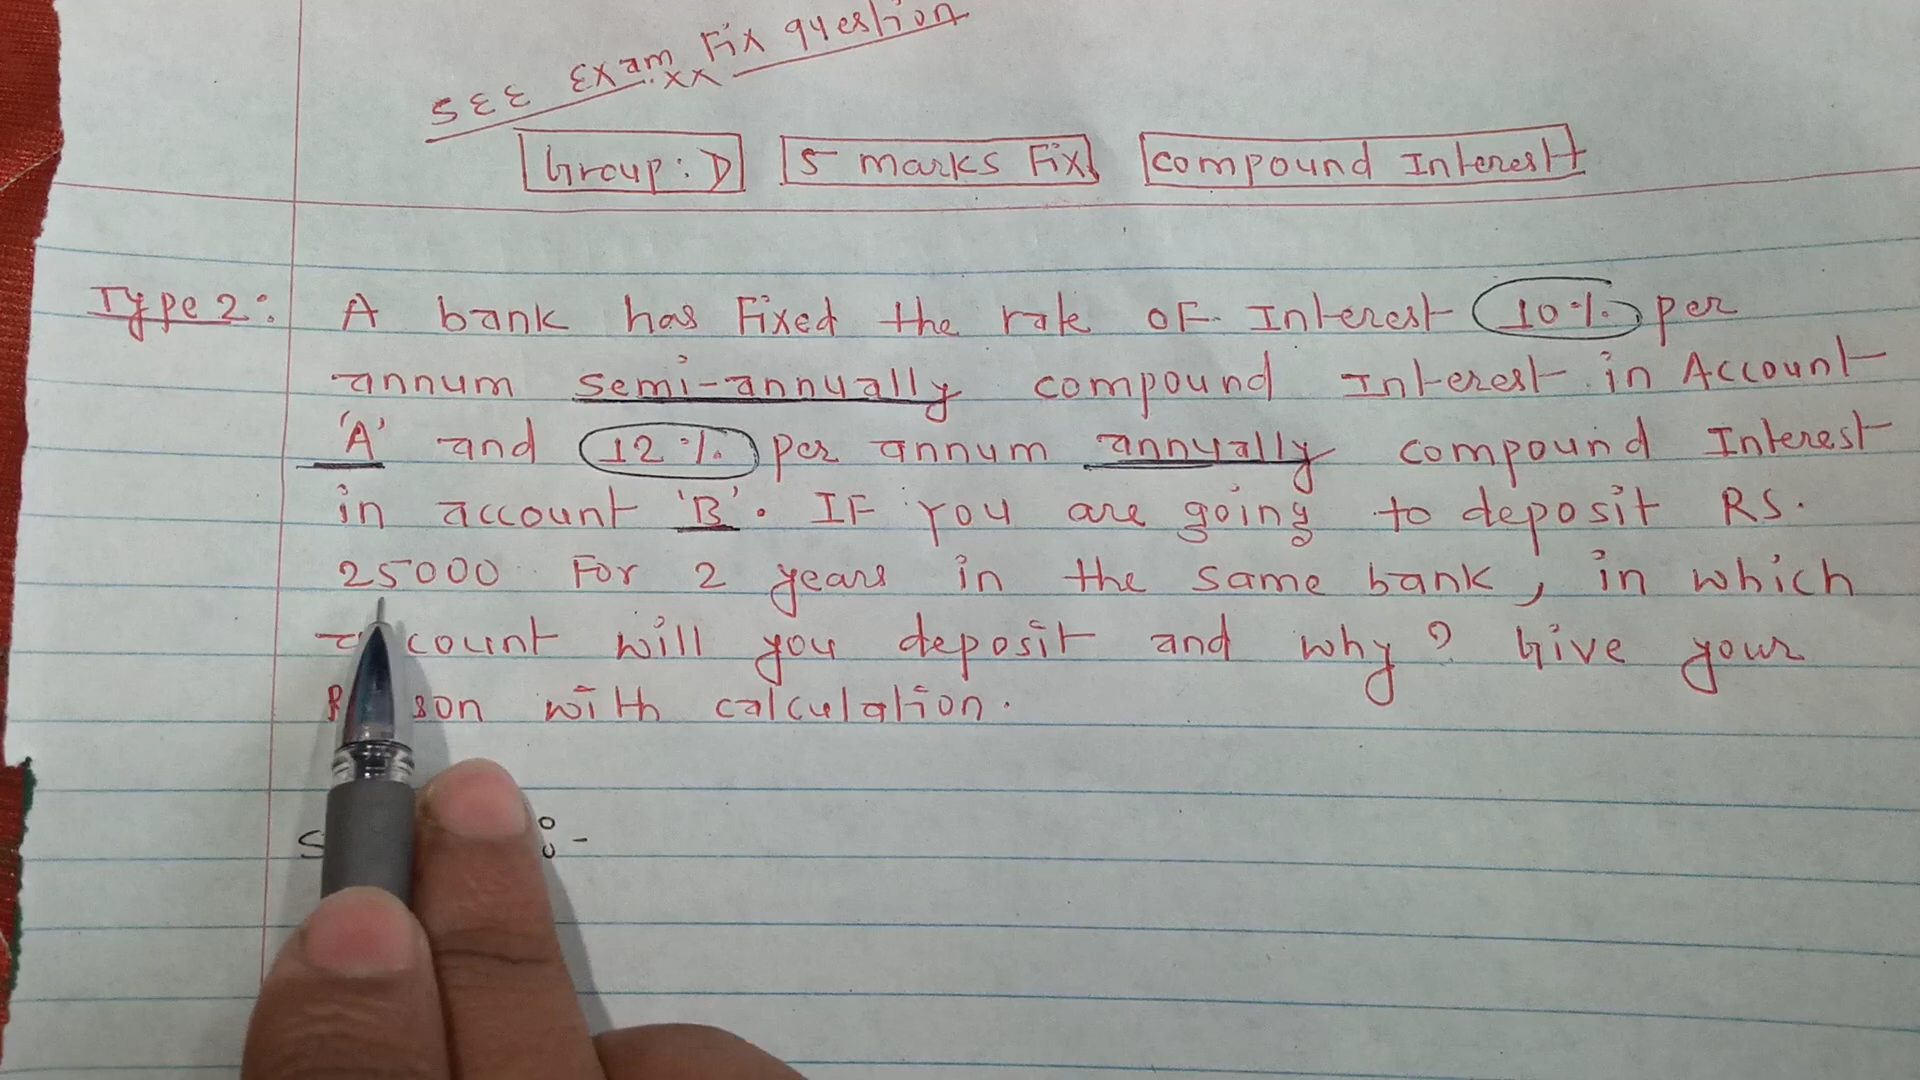 SEE Exam Fix question
Group: D 5 marks Fix compound Interest
Type 2: A bank has Fixed the rate of Interest 10% per
annum semi-annually compound Interest in Account
'A' and 12% per annum annually compound Interest
in account 'B'. If you are going to deposit RS.
25000 For 2 years in the same bank, in which
count will you deposit and why? Give your
son with calculation.
S :-